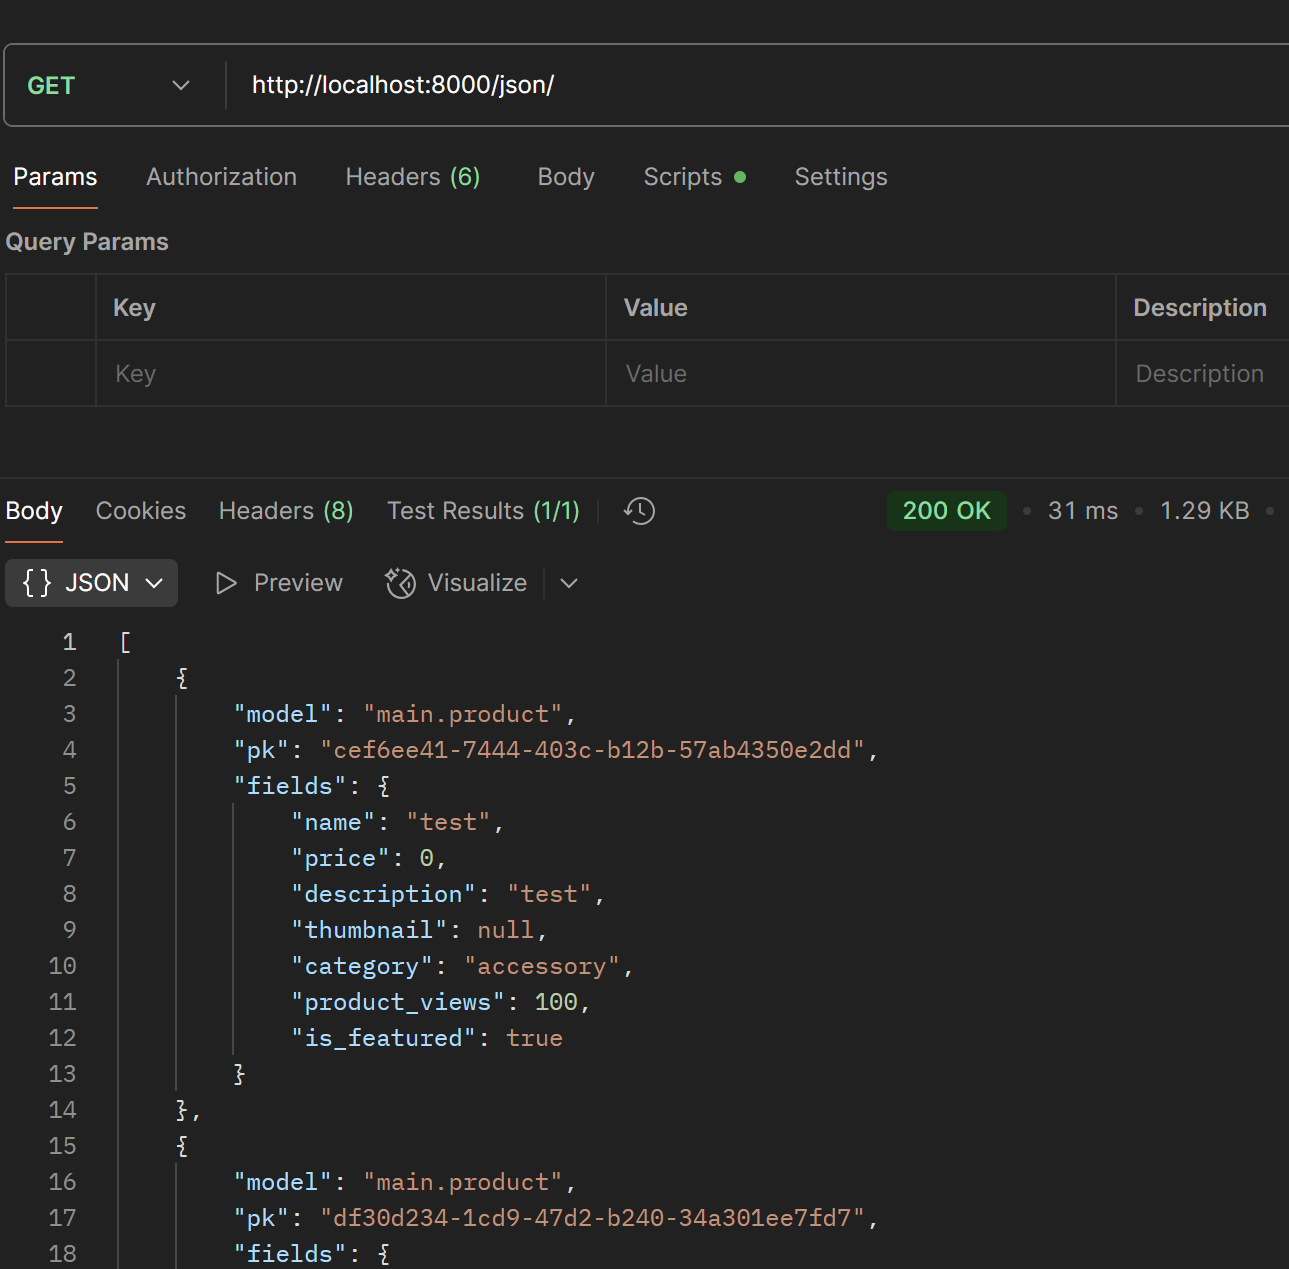 GET http://localhost:8000/json/
Params Authorization Headers (6) Body Scripts Settings
Query Params
Key Value Description
Key Value Description
Body Cookies Headers (8) Test Results (1/1) 200 OK • 31 ms • 1.29 KB •
{} JSON Preview Visualize
1 [
2 {
3 "model": "main.product",
4 "pk": "cef6ee41-7444-403c-b12b-57ab4350e2dd",
5 "fields": {
6 "name": "test",
7 "price": 0,
8 "description": "test",
9 "thumbnail": null,
10 "category": "accessory",
11 "product_views": 100,
12 "is_featured": true
13 }
14 },
15 {
16 "model": "main.product",
17 "pk": "df30d234-1cd9-47d2-b240-34a301ee7fd7",
18 "fields": {